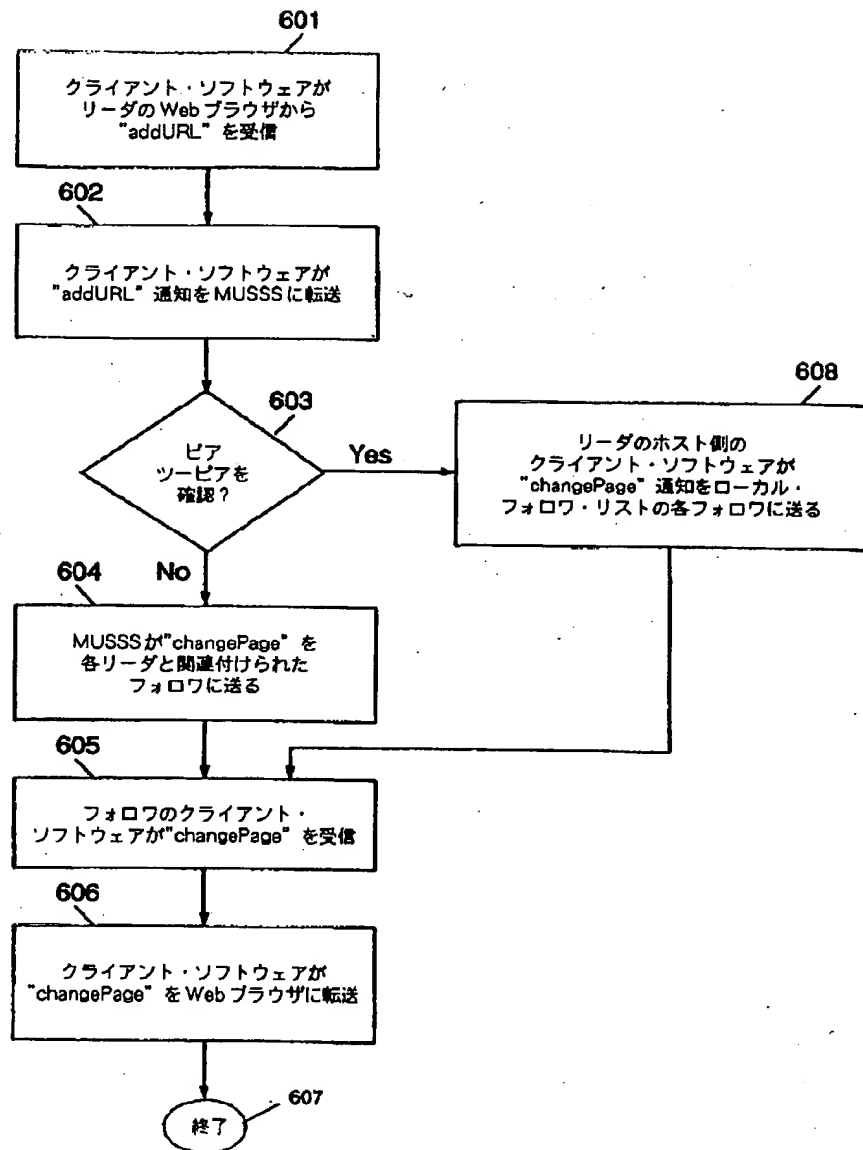 601
クライアント・ソフトウェアが
リーダのWebブラウザから
"addURL" を受信
602
クライアント・ソフトウェアが
"addURL" 通知をMUSSSに転送
603
ピア
ツーピアを
確認?
Yes
608
リーダのホスト側の
クライアント・ソフトウェアが
"changePage" 通知をローカル・
フォロワ・リストの各フォロワに送る
No
604
MUSSSが"changePage" を
各リーダと関連付けられた
フォロワに送る
605
フォロワのクライアント・
ソフトウェアが"changePage" を受信
606
クライアント・ソフトウェアが
"changePage" をWebブラウザに転送
終了
607